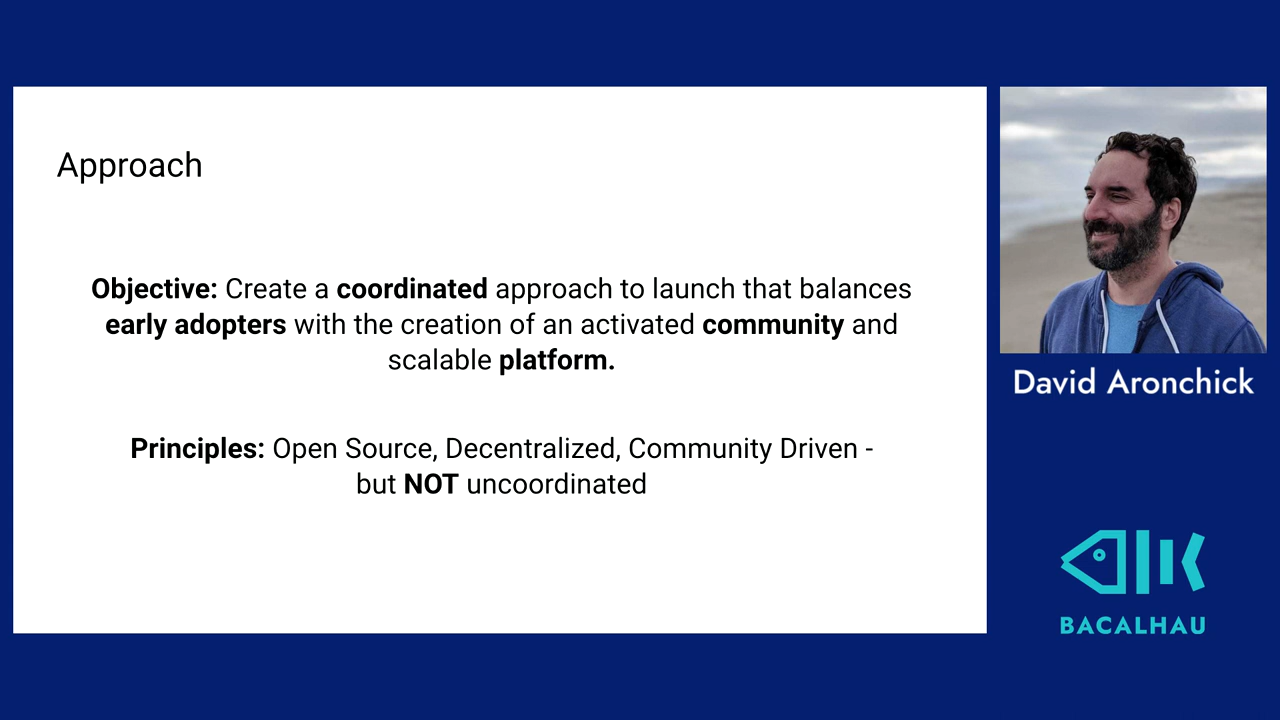 Approach
Objective: Create a coordinated approach to launch that balances
early adopters with the creation of an activated community and
scalable platform.
Principles: Open Source, Decentralized, Community Driven -
but NOT uncoordinated
David Aronchick
BACALHAU